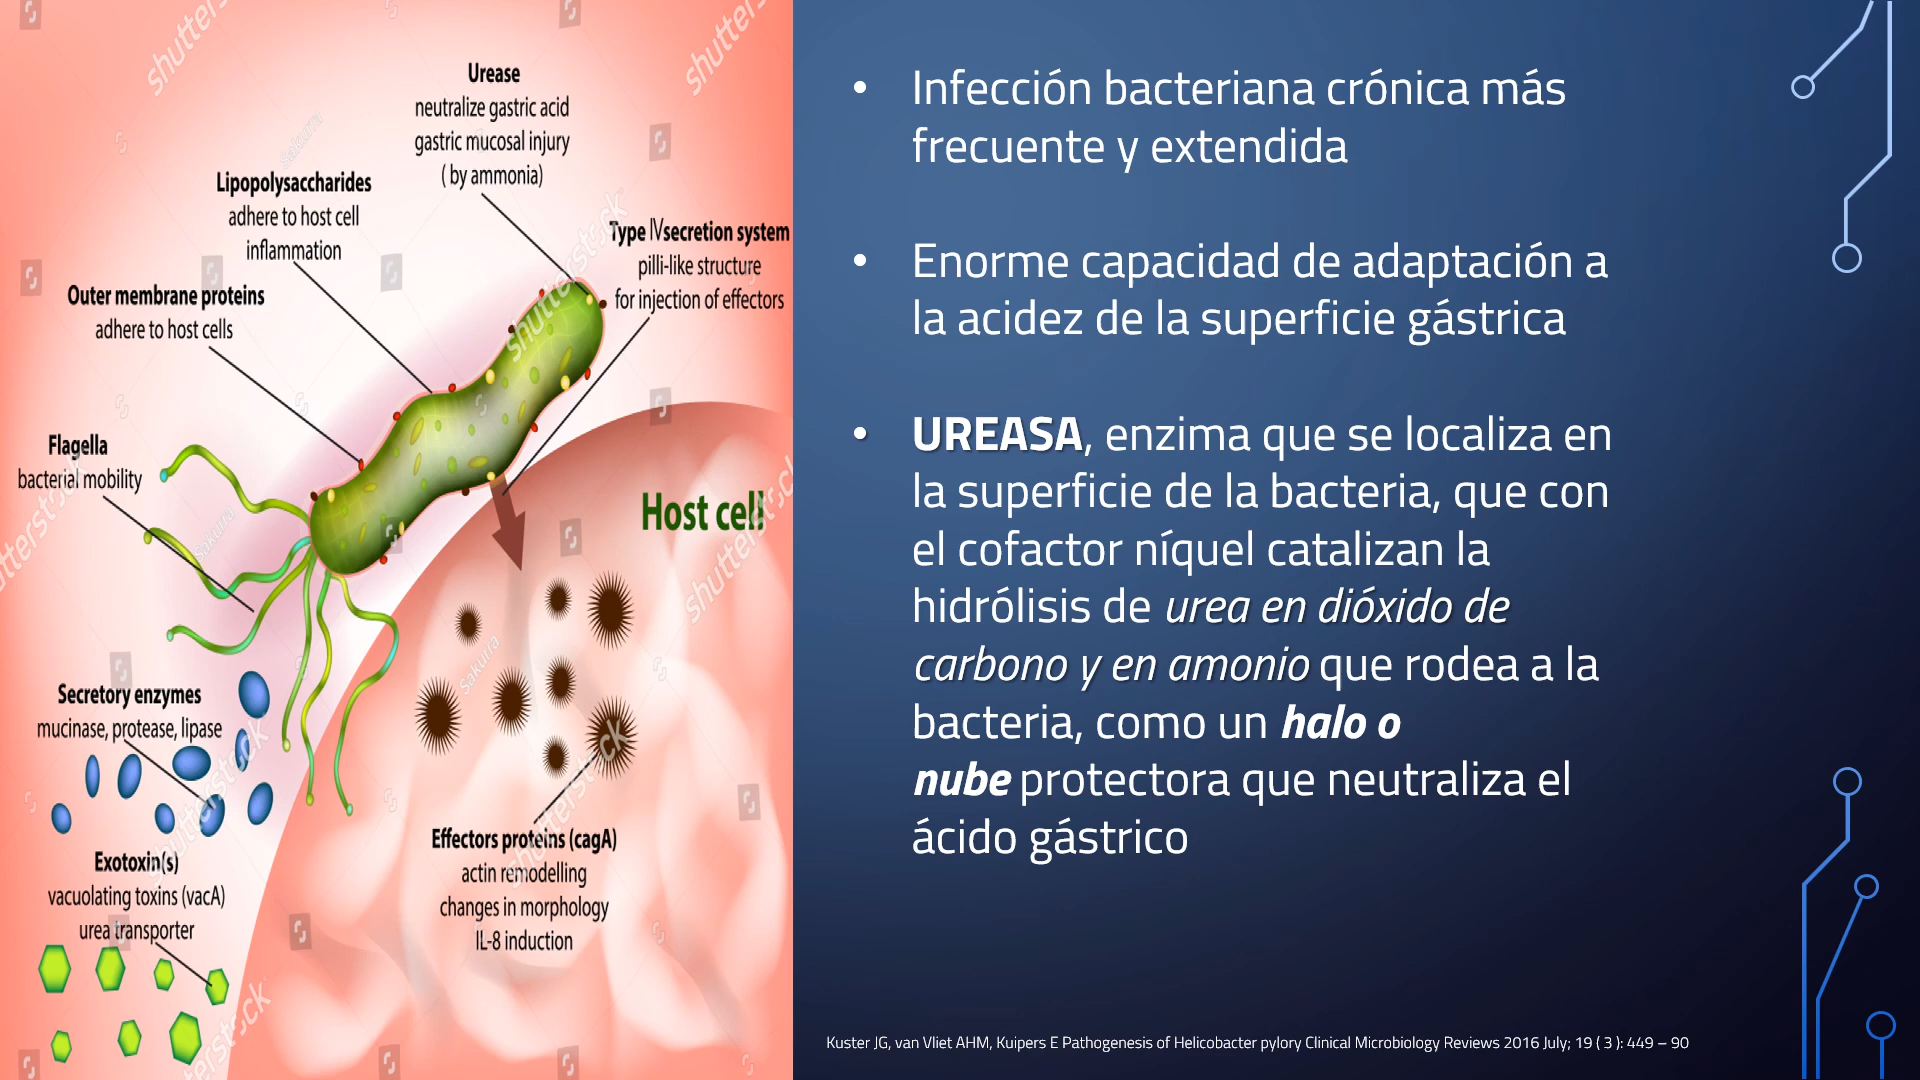 Urease
neutralize gastric acid
gastric mucosal injury
( by ammonia)
Lipopolysaccharides
adhere to host cell
inflammation
Type IV secretion system
pilli-like structure
for injection of effectors
Outer membrane proteins
adhere to host cells
Flagella
bacterial mobility
Host cell
Secretory enzymes
mucinase, protease, lipase
Effectors proteins (cagA)
actin remodelling
changes in morphology
IL-8 induction
Exotoxin(s)
vacuolating toxins (vacA)
urea transporter
shutterstock
Sakurra
• Infección bacteriana crónica más
frecuente y extendida
• Enorme capacidad de adaptación a
la acidez de la superficie gástrica
• UREASA, enzima que se localiza en
la superficie de la bacteria, que con
el cofactor níquel catalizan la
hidrólisis de urea en dióxido de
carbono y en amonio que rodea a la
bacteria, como un halo o
nube protectora que neutraliza el
ácido gástrico
Kuster JG, van Vliet AHM, Kuipers E Pathogenesis of Helicobacter pylory Clinical Microbiology Reviews 2016 July; 19 ( 3 ): 449 – 90